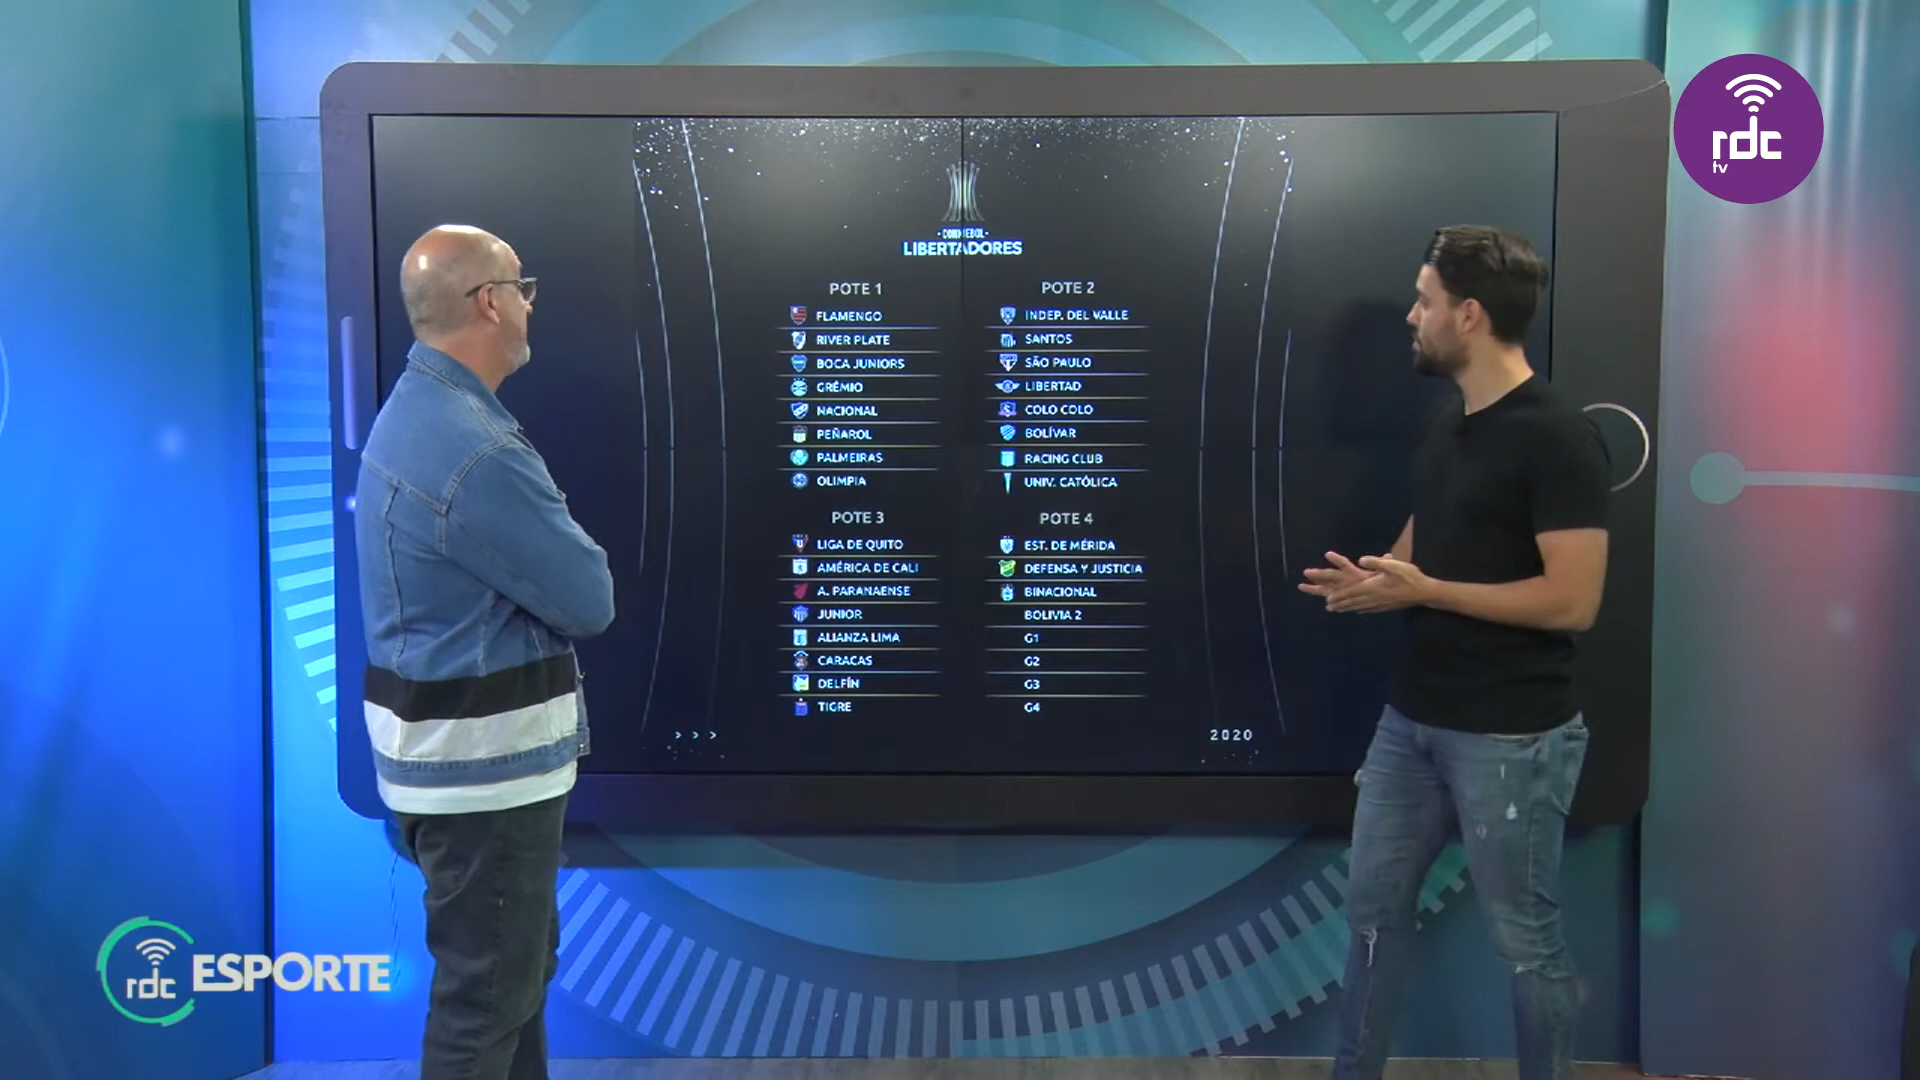 rdc
tv
·CONMEBOL·
LIBERTADORES
POTE 1
FLAMENGO
RIVER PLATE
BOCA JUNIORS
GRÊMIO
NACIONAL
PEÑAROL
PALMEIRAS
OLIMPIA
POTE 2
INDEP. DEL VALLE
SANTOS
SÃO PAULO
LIBERTAD
COLO COLO
BOLÍVAR
RACING CLUB
UNIV. CATÓLICA
POTE 3
LIGA DE QUITO
AMÉRICA DE CALI
A. PARANAENSE
JUNIOR
ALIANZA LIMA
CARACAS
DELFÍN
TIGRE
POTE 4
EST. DE MÉRIDA
DEFENSA Y JUSTICIA
BINACIONAL
BOLIVIA 2
G1
G2
G3
G4
> > >
2020
rdc ESPORTE